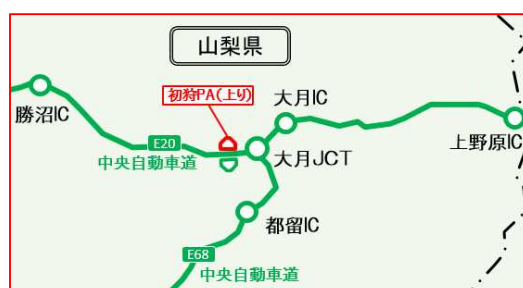 山梨県
初狩PA(上り)
大月IC
勝沼IC
上野原IC
E20
中央自動車道
大月JCT
都留IC
E68
中央自動車道